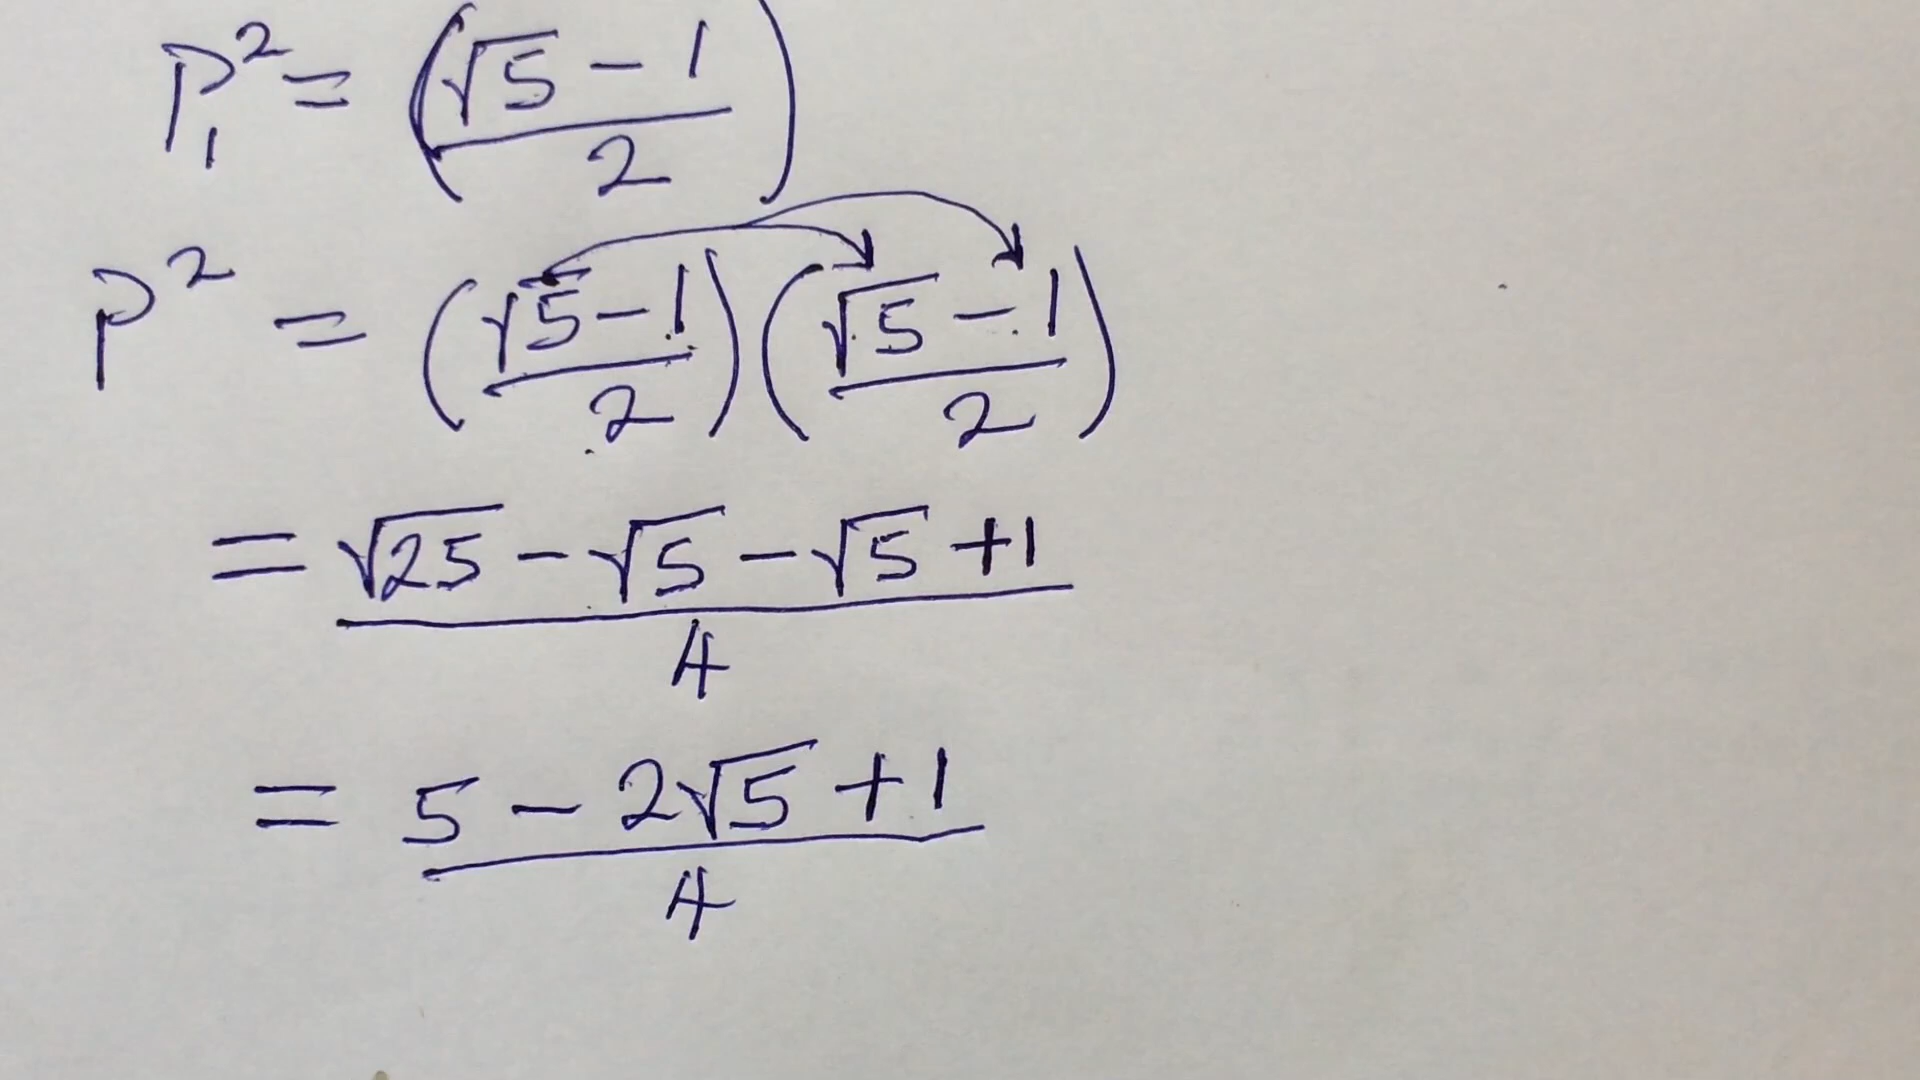 P₁² = (√5 - 1 / 2)
P² = (√5 - 1 / 2)(√5 - 1 / 2)
= √25 - √5 - √5 + 1 / 4
= 5 - 2√5 + 1 / 4